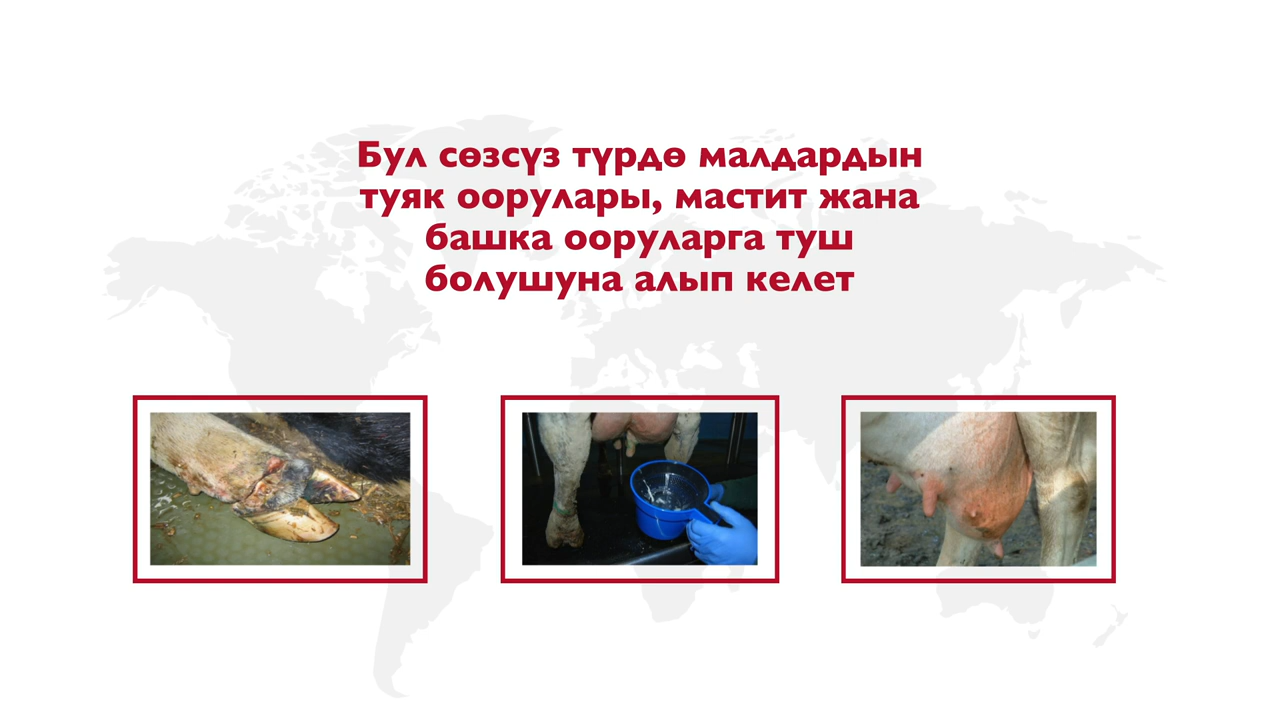 Бул сөзсүз түрдө малдардын
туяк оорулары, мастит жана
башка ооруларга туш
болушуна алып келет